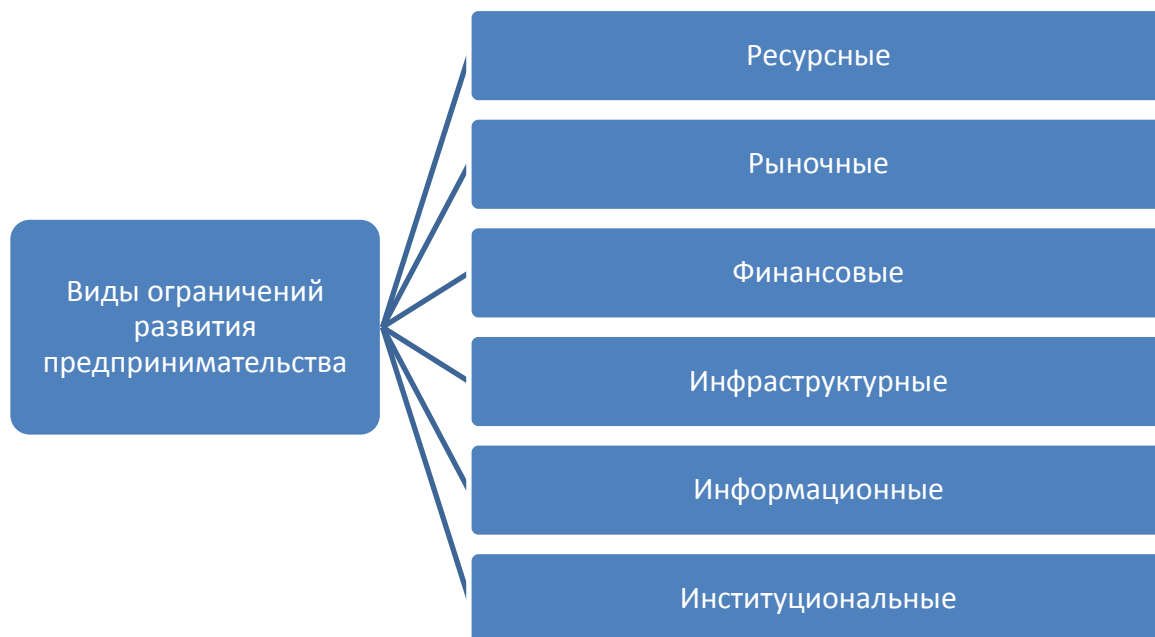 Виды ограничений
развития
предпринимательства
Ресурсные
Рыночные
Финансовые
Инфраструктурные
Информационные
Институциональные